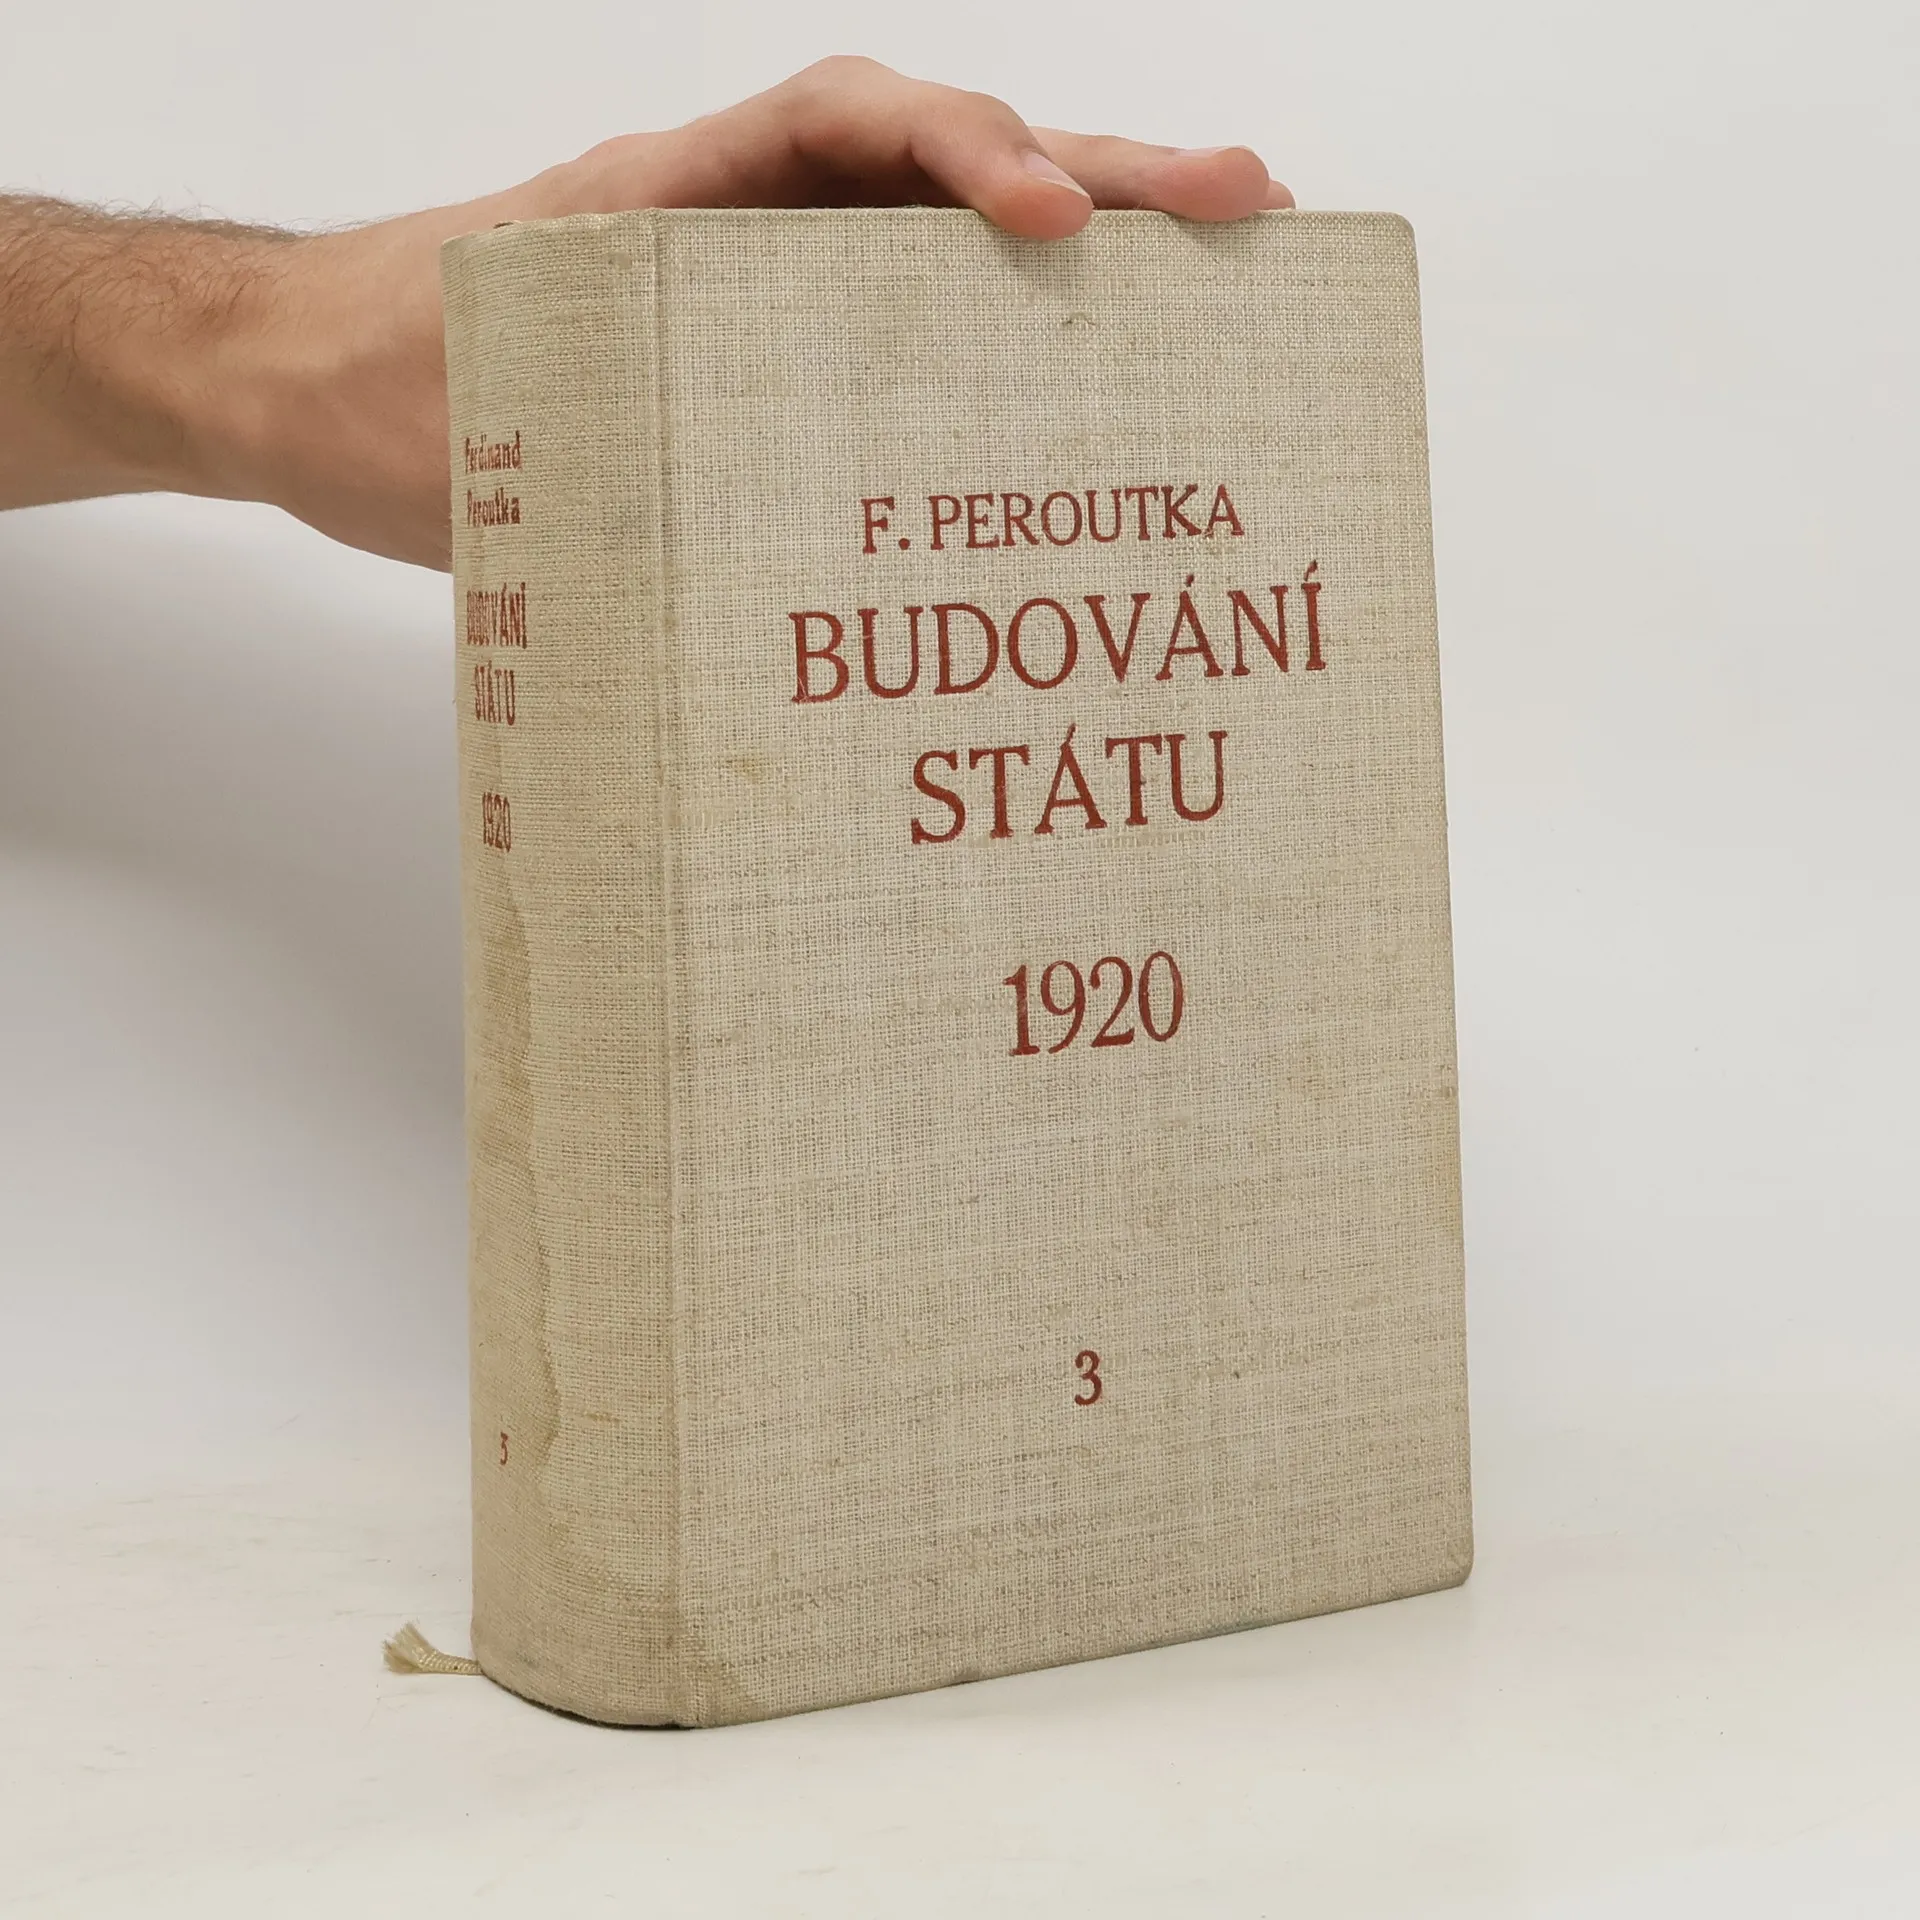 Ferdinand
Peroutka
BUDOVÁNÍ
STÁTU
1920
3
F. PEROUTKA
BUDOVÁNÍ
STÁTU
1920
3